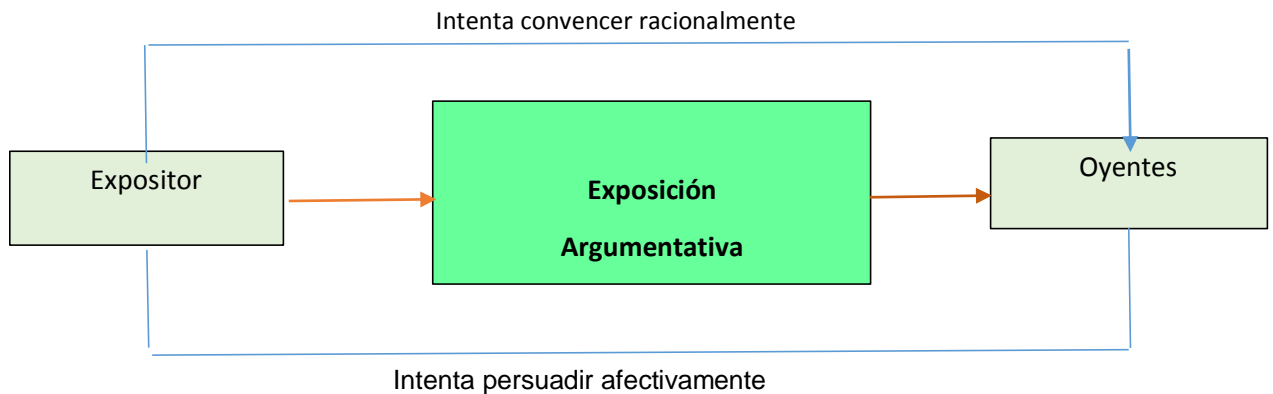 Intenta convencer racionalmente
Expositor
Exposición
Argumentativa
Oyentes
Intenta persuadir afectivamente